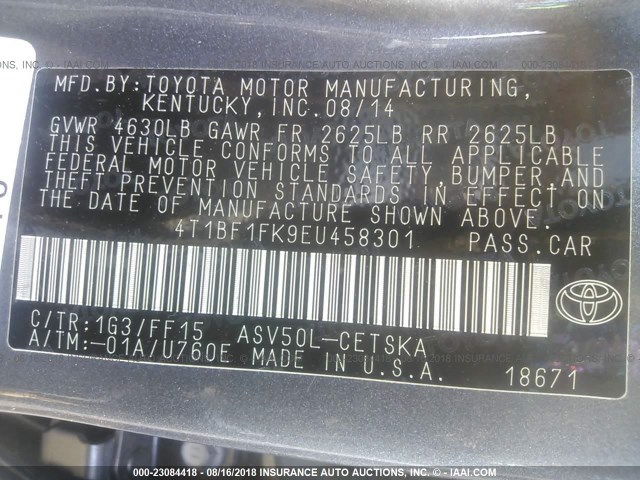 MFD.BY:TOYOTA MOTOR MANUFACTURING,
KENTUCKY, INC. 08/14
GVWR 4630LB GAWR FR 2625LB RR 2625LB
THIS VEHICLE CONFORMS TO ALL APPLICABLE
FEDERAL MOTOR VEHICLE SAFETY, BUMPER, AND
THEFT PREVENTION STANDARDS IN EFFECT ON
THE DATE OF MANUFACTURE SHOWN ABOVE.
4T1BF1FK9EU458301 PASS.CAR
C/TR:1G3/FF15 ASV50L-CETSKA
A/TM:-01A/U760E MADE IN U.S.A.
18671
000-23084418 - 08/16/2018 INSURANCE AUTO AUCTIONS - IAAI.COM